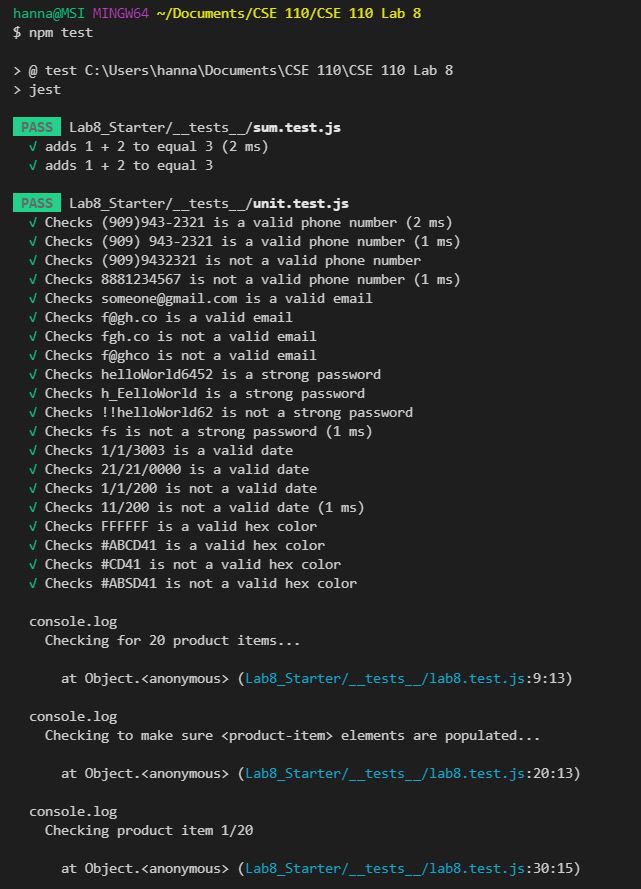 hanna@MSI MINGW64 ~/Documents/CSE 110/CSE 110 Lab 8
$ npm test
> @ test C:\Users\hanna\Documents\CSE 110\CSE 110 Lab 8
> jest
PASS Lab8_Starter/__tests__/sum.test.js
√ adds 1 + 2 to equal 3 (2 ms)
√ adds 1 + 2 to equal 3
PASS Lab8_Starter/__tests__/unit.test.js
√ Checks (909)943-2321 is a valid phone number (2 ms)
√ Checks (909) 943-2321 is a valid phone number (1 ms)
√ Checks (909)9432321 is not a valid phone number
√ Checks 8881234567 is not a valid phone number (1 ms)
√ Checks someone@gmail.com is a valid email
√ Checks f@gh.co is a valid email
√ Checks fgh.co is not a valid email
√ Checks f@ghco is not a valid email
√ Checks helloWorld6452 is a strong password
√ Checks h_EelloWorld is a strong password
√ Checks !!helloWorld62 is not a strong password
√ Checks fs is not a strong password (1 ms)
√ Checks 1/1/3003 is a valid date
√ Checks 21/21/0000 is a valid date
√ Checks 1/1/200 is not a valid date
√ Checks 11/200 is not a valid date (1 ms)
√ Checks FFFFFF is a valid hex color
√ Checks #ABCD41 is a valid hex color
√ Checks #CD41 is not a valid hex color
√ Checks #ABSD41 is not a valid hex color
console.log
Checking for 20 product items...
at Object.<anonymous> (Lab8_Starter/__tests__/lab8.test.js:9:13)
console.log
Checking to make sure <product-item> elements are populated...
at Object.<anonymous> (Lab8_Starter/__tests__/lab8.test.js:20:13)
console.log
Checking product item 1/20
at Object.<anonymous> (Lab8_Starter/__tests__/lab8.test.js:30:15)